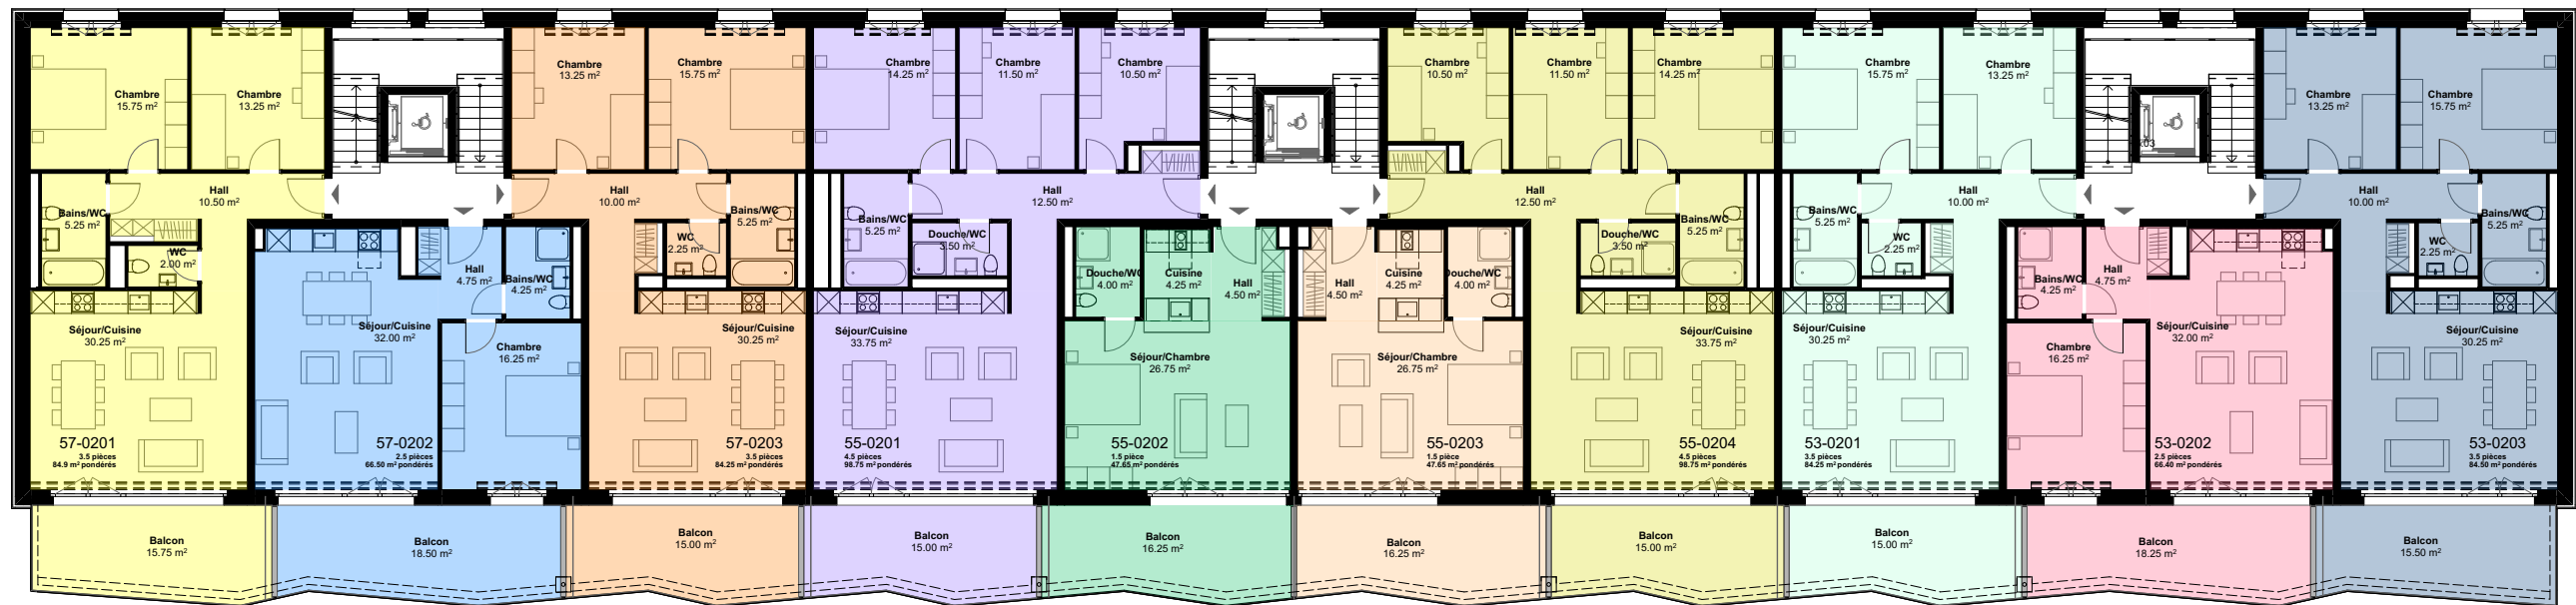 Chambre
15.75 m²
Chambre
13.25 m²
Hall
10.50 m²
Bains/WC
5.25 m²
WC
2.00 m²
Séjour/Cuisine
30.25 m²
57-0201
3.5 pièces
84.9 m² pondérés
Balcon
15.75 m²
Hall
4.75 m²
Bains/WC
4.25 m²
Séjour/Cuisine
32.00 m²
Chambre
16.25 m²
57-0202
2.5 pièces
66.50 m² pondérés
Balcon
18.50 m²
Chambre
13.25 m²
Chambre
15.75 m²
Hall
10.00 m²
WC
2.25 m²
Bains/WC
5.25 m²
Séjour/Cuisine
30.25 m²
57-0203
3.5 pièces
84.25 m² pondérés
Balcon
15.00 m²
Chambre
14.25 m²
Chambre
11.50 m²
Chambre
10.50 m²
Hall
12.50 m²
Bains/WC
5.25 m²
Douche/WC
3.50 m²
Séjour/Cuisine
33.75 m²
55-0201
4.5 pièces
98.75 m² pondérés
Balcon
15.00 m²
Douche/WC
4.00 m²
Cuisine
4.25 m²
Hall
4.50 m²
Séjour/Chambre
26.75 m²
55-0202
1.5 pièce
47.65 m² pondérés
Balcon
16.25 m²
Hall
4.50 m²
Cuisine
4.25 m²
Douche/WC
4.00 m²
Séjour/Chambre
26.75 m²
55-0203
1.5 pièce
47.65 m² pondérés
Balcon
16.25 m²
Chambre
10.50 m²
Chambre
11.50 m²
Chambre
14.25 m²
Hall
12.50 m²
Douche/WC
3.50 m²
Bains/WC
5.25 m²
Séjour/Cuisine
33.75 m²
55-0204
4.5 pièces
98.75 m² pondérés
Balcon
15.00 m²
Chambre
15.75 m²
Chambre
13.25 m²
Hall
10.00 m²
Bains/WC
5.25 m²
WC
2.25 m²
Séjour/Cuisine
30.25 m²
53-0201
3.5 pièces
84.25 m² pondérés
Balcon
15.00 m²
Bains/WC
4.25 m²
Hall
4.75 m²
Chambre
16.25 m²
Séjour/Cuisine
32.00 m²
53-0202
2.5 pièces
66.40 m² pondérés
Balcon
18.25 m²
Chambre
13.25 m²
Chambre
15.75 m²
Hall
10.00 m²
WC
2.25 m²
Bains/WC
5.25 m²
Séjour/Cuisine
30.25 m²
53-0203
3.5 pièces
84.50 m² pondérés
Balcon
15.50 m²